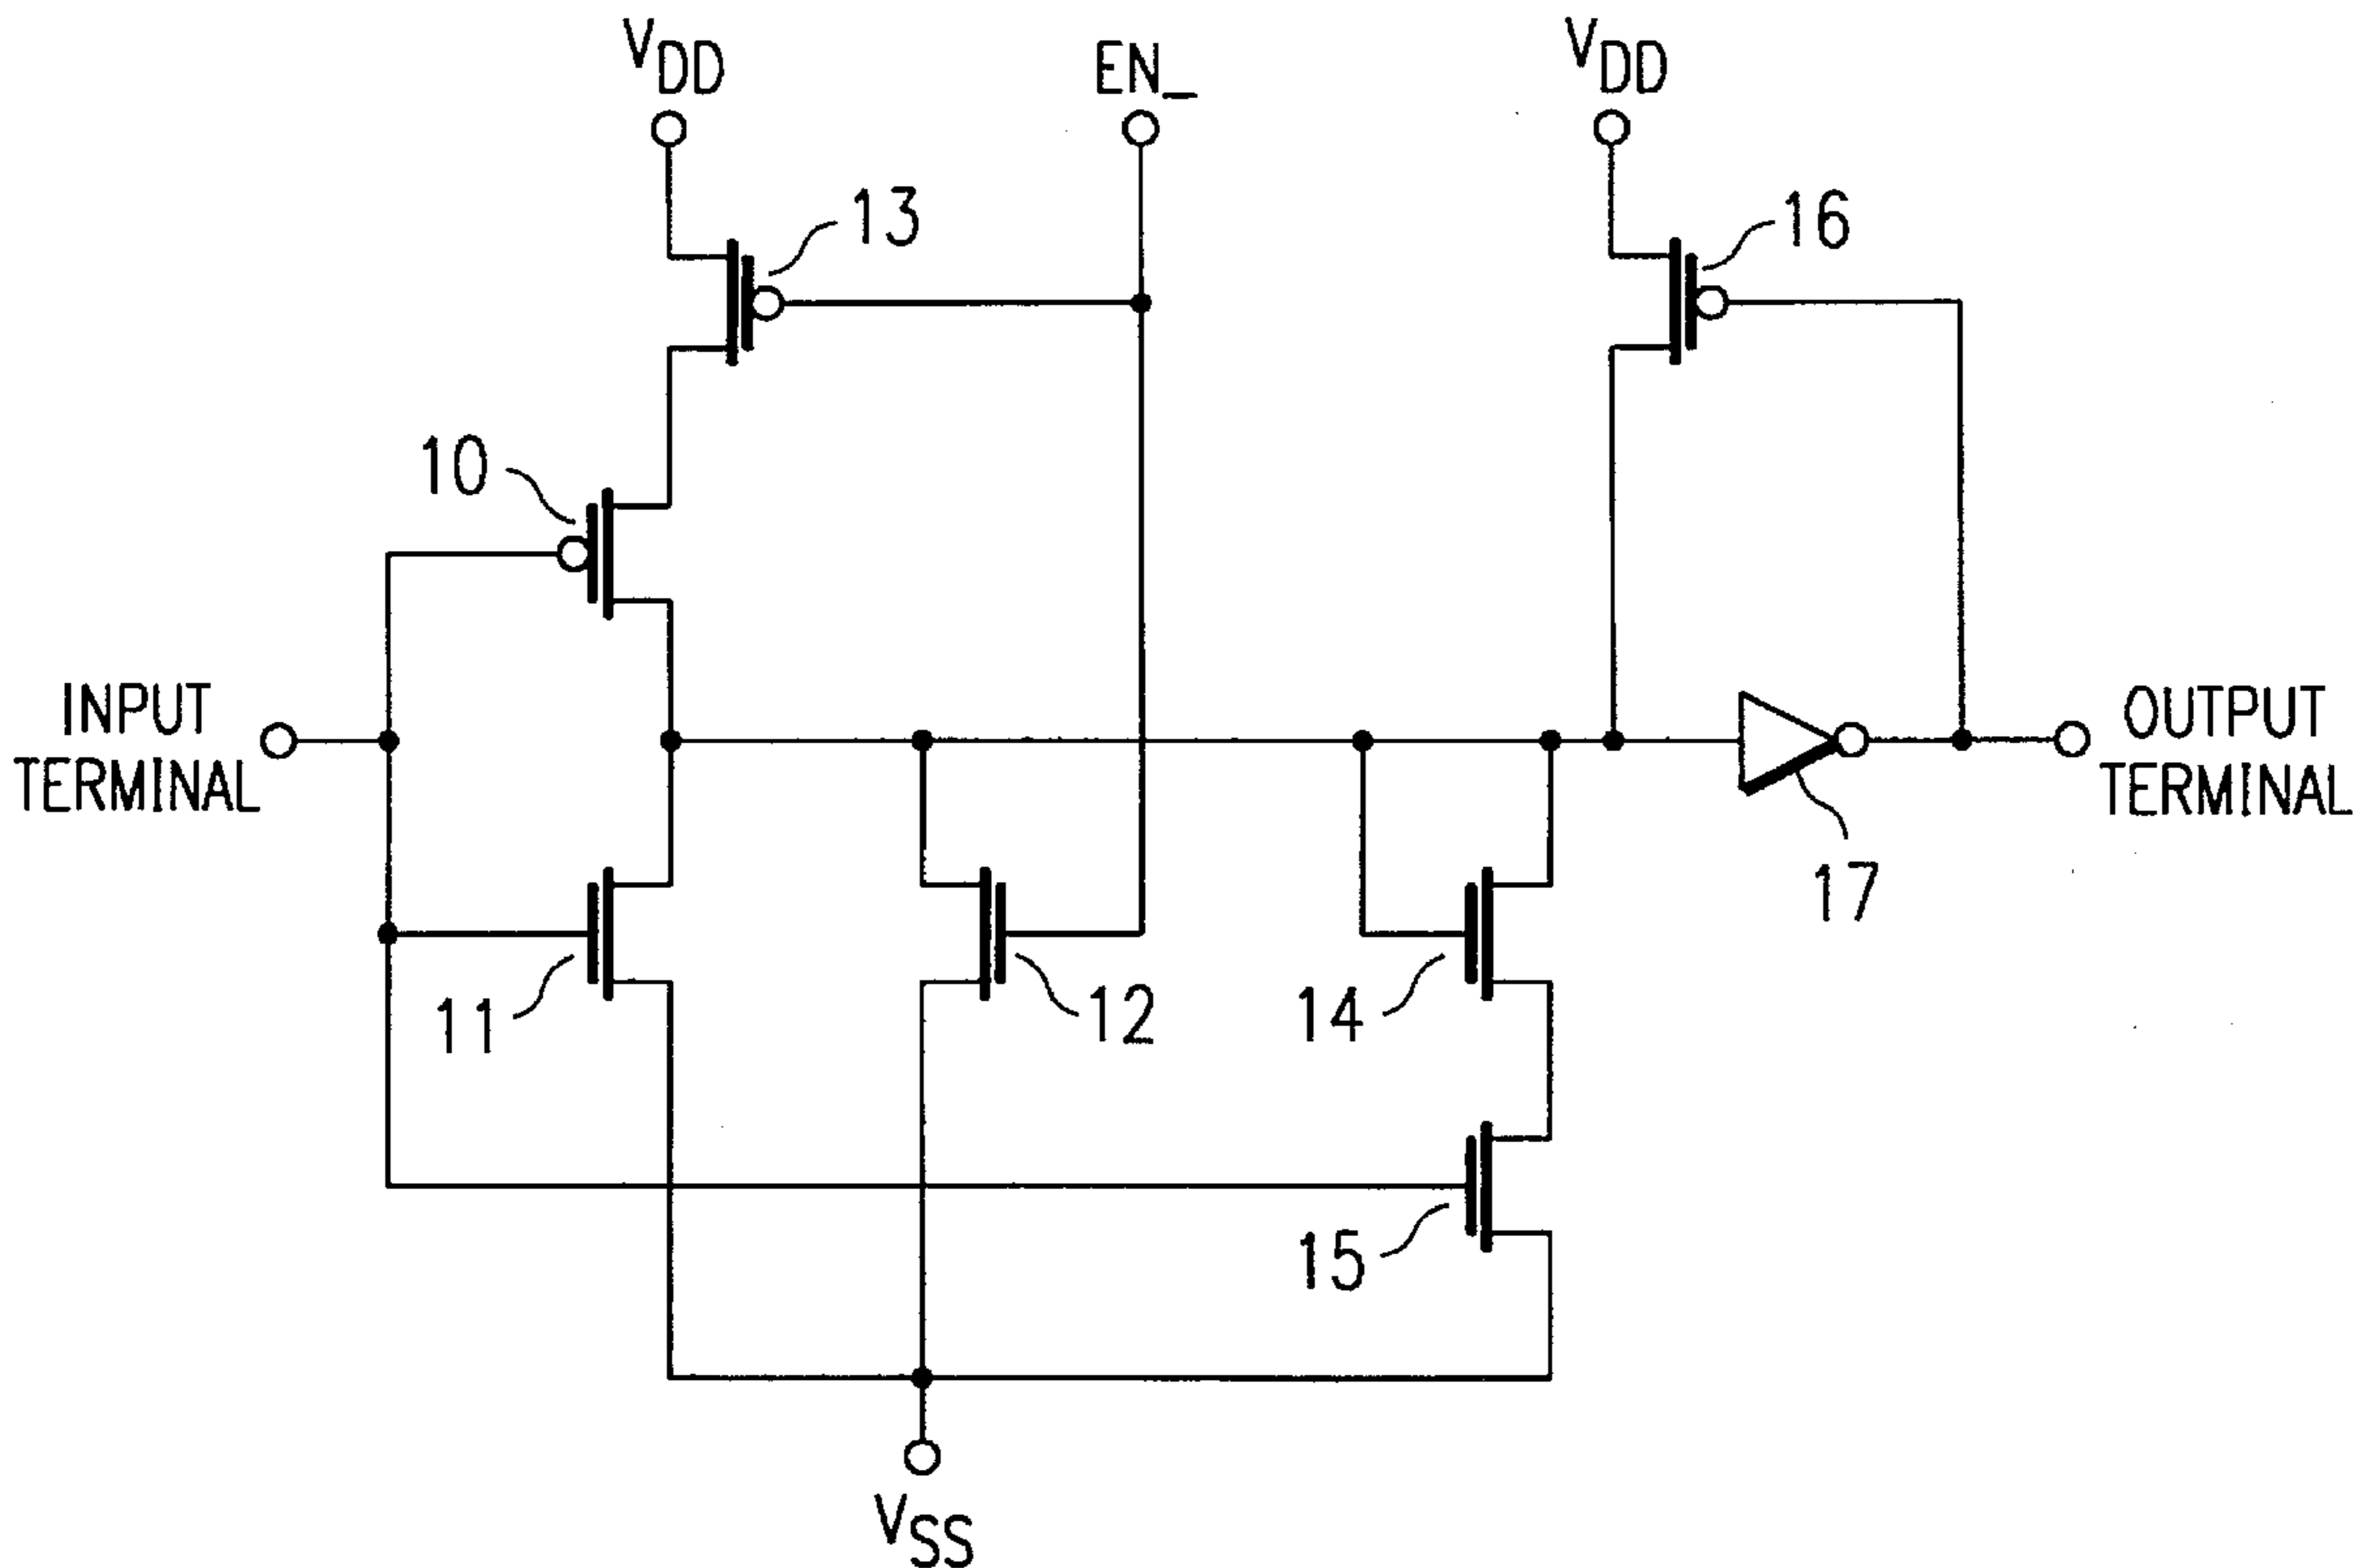 VDD
EN_
VDD
13
16
10
INPUT
TERMINAL
OUTPUT
TERMINAL
17
11
12
14
15
VSS